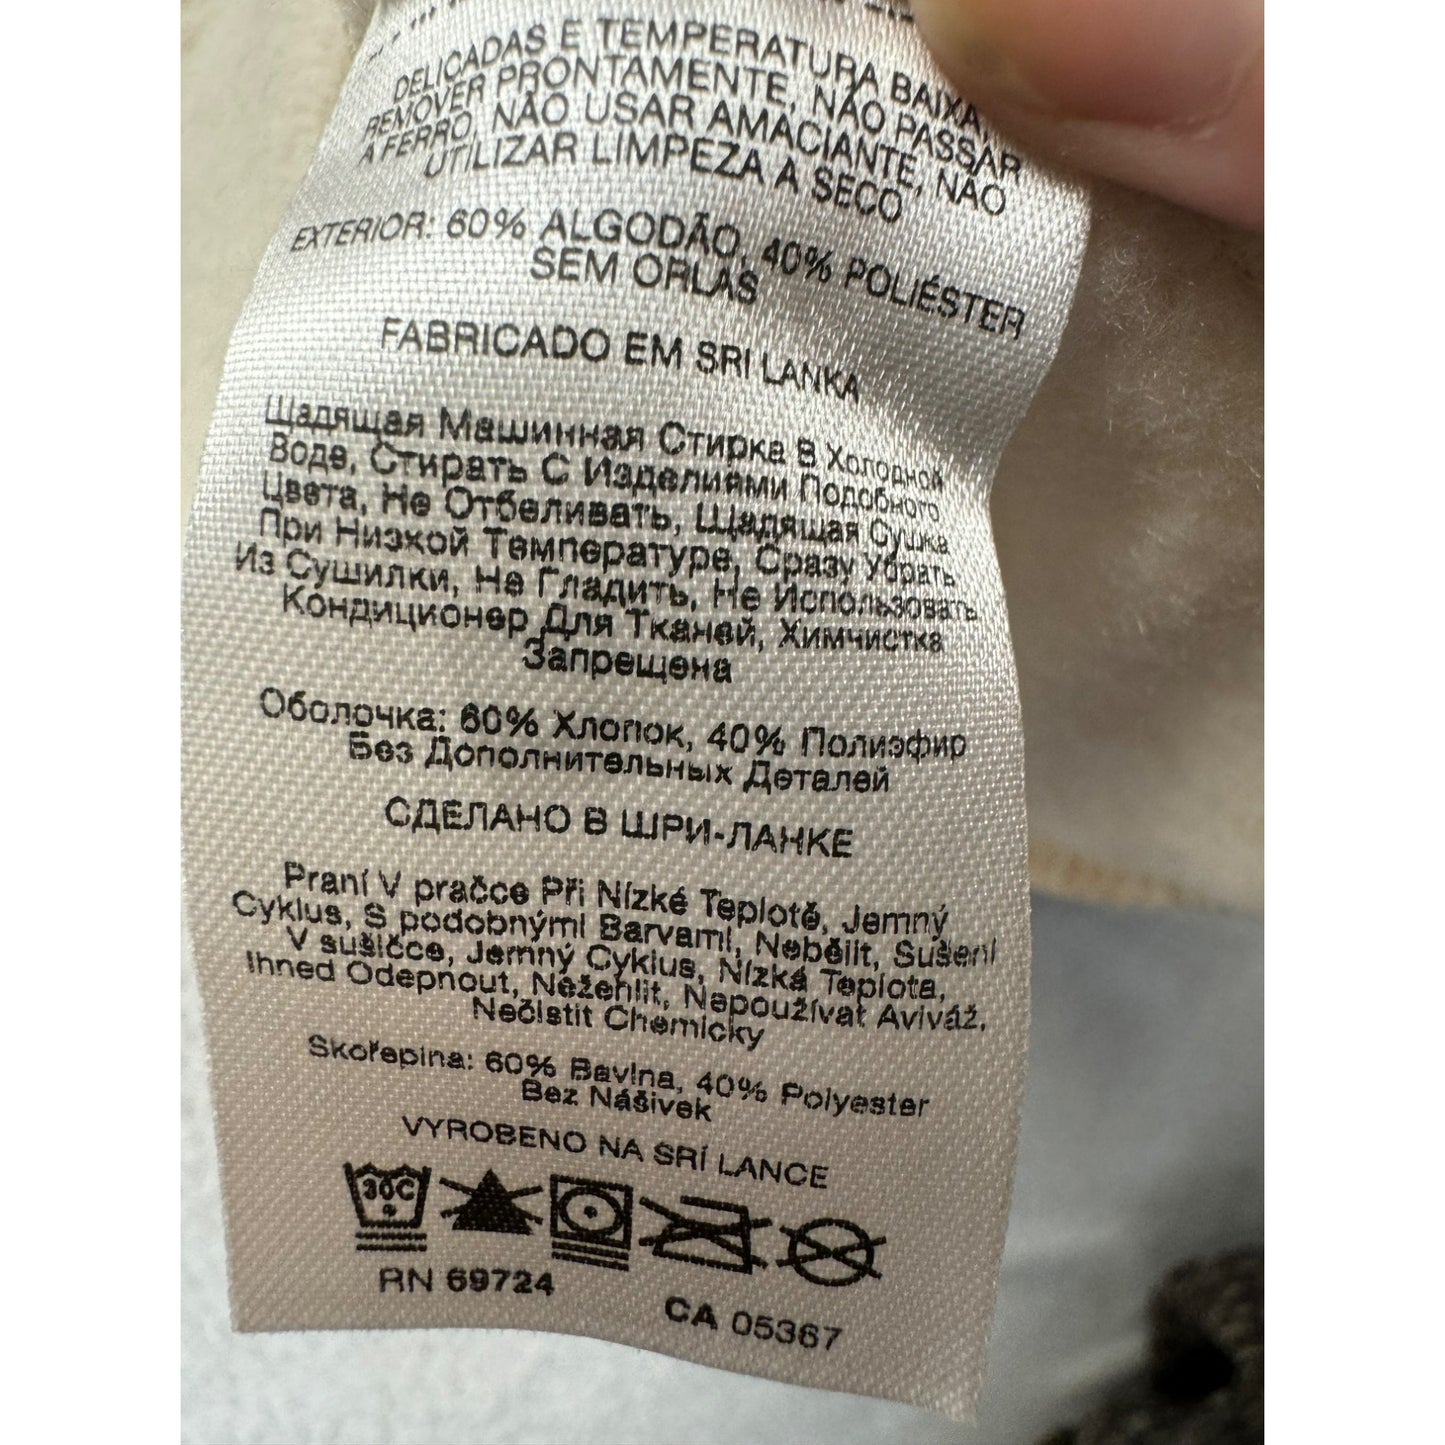 DELICADAS E TEMPERATURA BAIXA,
REMOVER PRONTAMENTE, NÃO PASSAR
A FERRO, NÃO USAR AMACIANTE, NÃO
UTILIZAR LIMPEZA A SECO
EXTERIOR: 60% ALGODÃO, 40% POLIÉSTER
SEM ORLAS
FABRICADO EM SRI LANKA
Щадящая Машинная Стирка В Холодной
Воде, Стирать С Изделиями Подобного
Цвета, Не Отбеливать, Щадящая Сушка
При Низкой Температуре, Сразу Убрать
Из Сушилки, Не Гладить, Не Использовать
Кондиционер Для Тканей, Химчистка
Запрещена
Оболочка: 60% Хлопок, 40% Полиэфир
Без Дополнительных Деталей
СДЕЛАНО В ШРИ-ЛАНКЕ
Praní V pračce Při Nízké Teplotě, Jemný
Cyklus, S podobnými Barvami, Nebělit, Sušení
V sušičce, Jemný Cyklus, Nízká Teplota,
Ihned Odepnout, Nežehlit, Nepoužívat Aviváž,
Nečistit Chemicky
Skořepina: 60% Bavlna, 40% Polyester
Bez Nášivek
VYROBENO NA SRÍ LANCE
30C
RN 69724
CA 05367